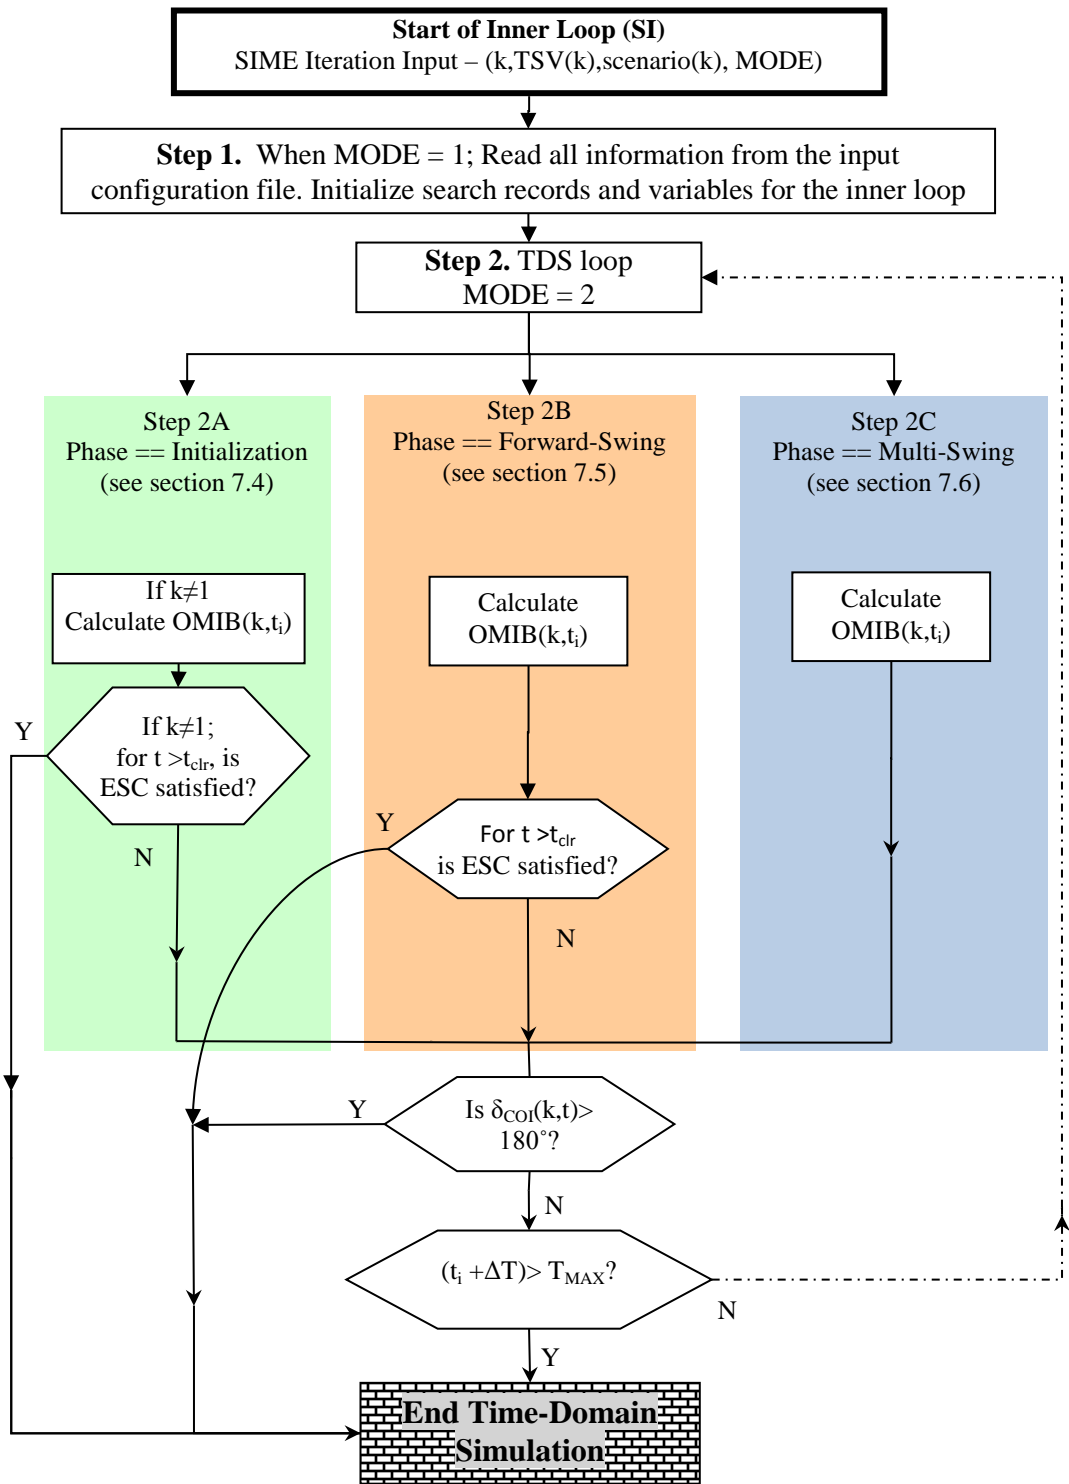 Start of Inner Loop (SI)
SIME Iteration Input – (k,TSV(k),scenario(k), MODE)
Step 1. When MODE = 1; Read all information from the input
configuration file. Initialize search records and variables for the inner loop
Step 2. TDS loop
MODE = 2
Step 2A
Phase == Initialization
(see section 7.4)
If k≠1
Calculate OMIB(k,tᵢ)
Y
If k≠1;
for t >t_clr, is
ESC satisfied?
N
Step 2B
Phase == Forward-Swing
(see section 7.5)
Calculate
OMIB(k,tᵢ)
Y
For t >t_clr
is ESC satisfied?
N
Step 2C
Phase == Multi-Swing
(see section 7.6)
Calculate
OMIB(k,tᵢ)
Y
Is δ_COI(k,t)>
180˚?
N
(tᵢ +ΔT)> T_MAX?
N
Y
End Time-Domain
Simulation